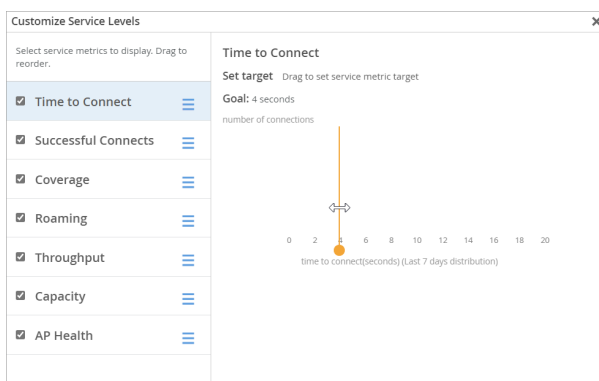 Customize Service Levels
Select service metrics to display. Drag to
reorder.
Time to Connect
Successful Connects
Coverage
Roaming
Throughput
Capacity
AP Health
Time to Connect
Set target Drag to set service metric target
Goal: 4 seconds
number of connections
0 2 4 6 8 10 12 14 16 18 20
time to connect(seconds) (Last 7 days distribution)